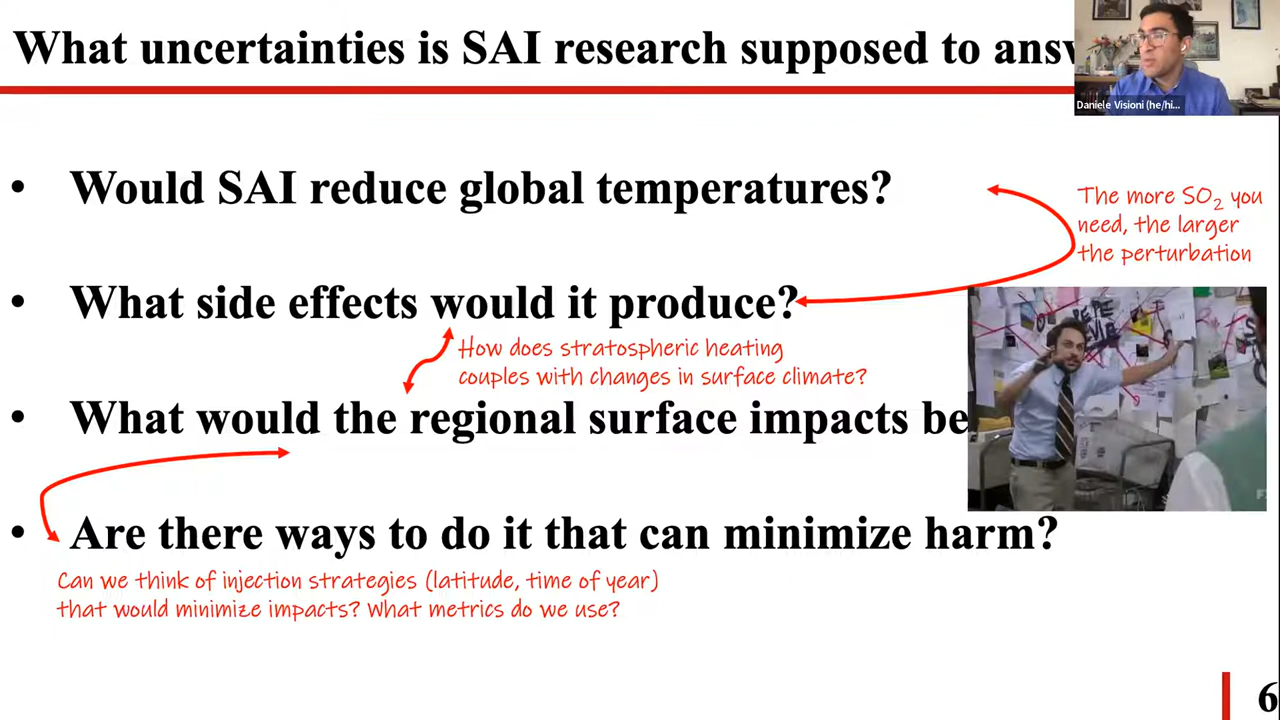 What uncertainties is SAI research supposed to
Daniele Visioni (he/hi...
• Would SAI reduce global temperatures?
The more SO₂ you
need, the larger
the perturbation
• What side effects would it produce?
How does stratospheric heating
couples with changes in surface climate?
• What would the regional surface impacts be
• Are there ways to do it that can minimize harm?
Can we think of injection strategies (latitude, time of year)
that would minimize impacts? What metrics do we use?
6